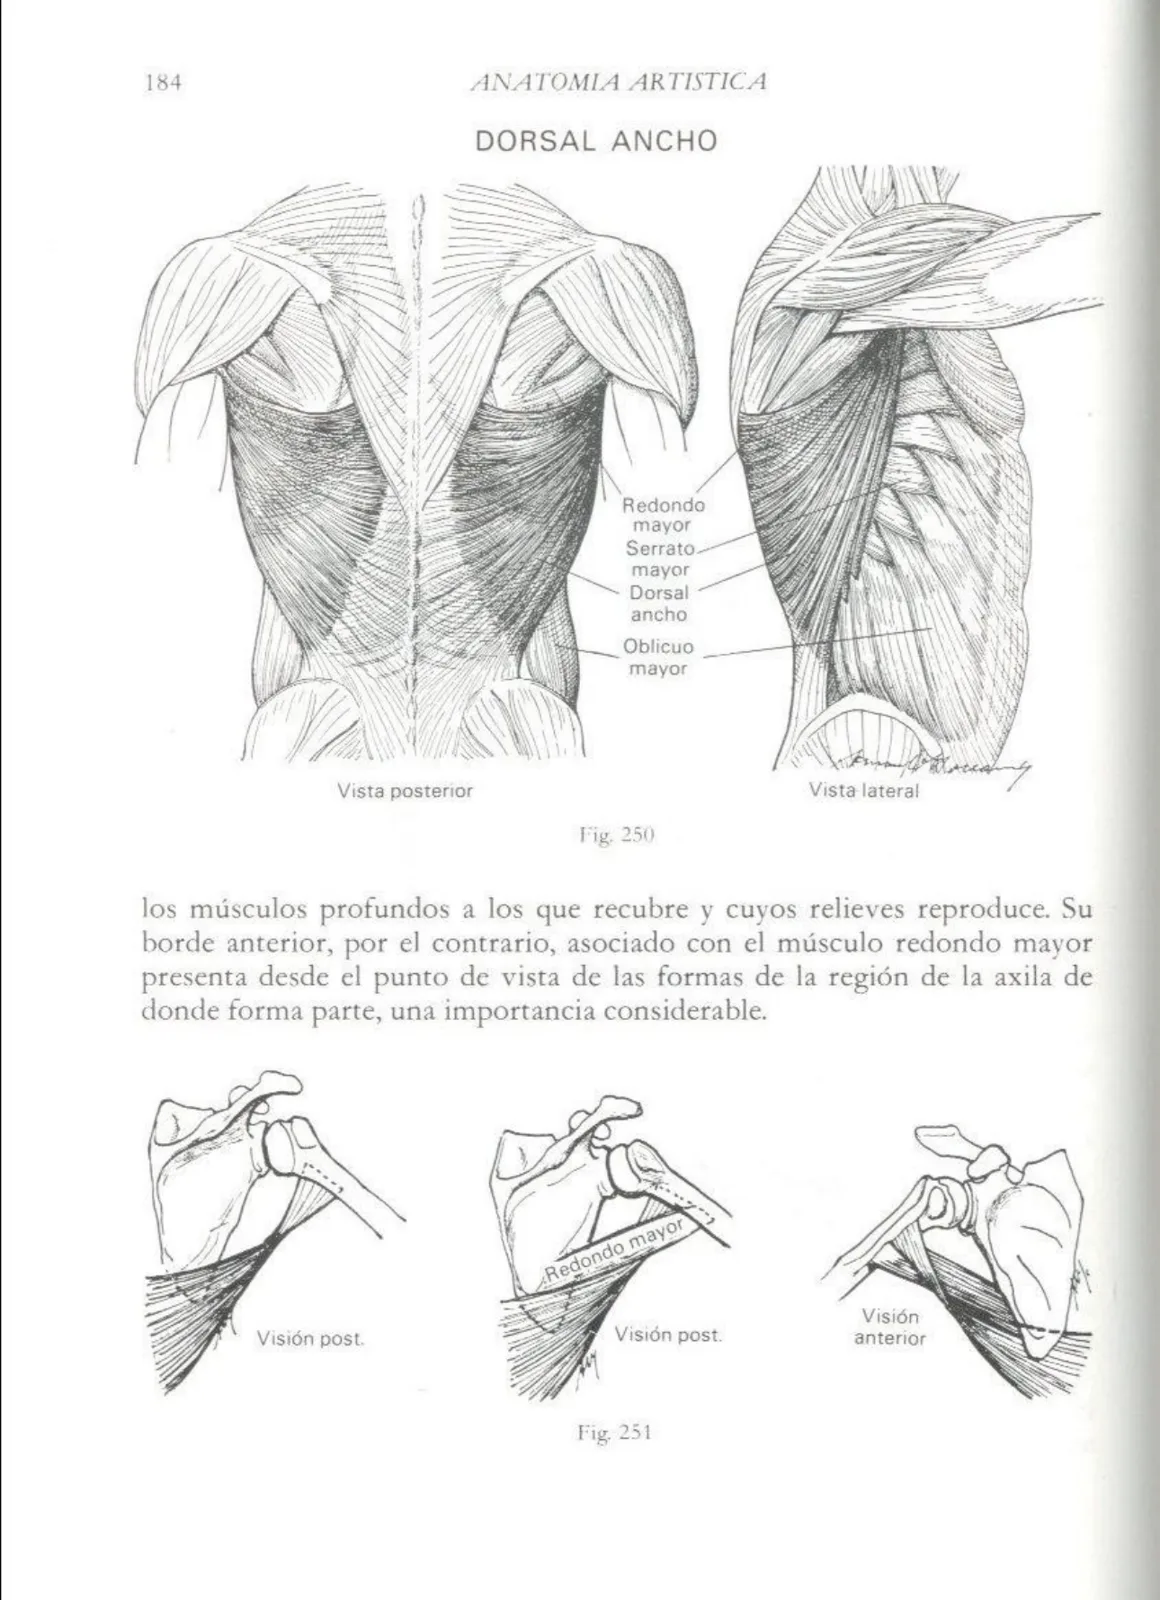 184
ANATOMIA ARTISTICA
DORSAL ANCHO
Redondo
mayor
Serrato
mayor
Dorsal
ancho
Oblicuo
mayor
Vista posterior
Vista lateral
Fig. 250
los músculos profundos a los que recubre y cuyos relieves reproduce. Su
borde anterior, por el contrario, asociado con el músculo redondo mayor
presenta desde el punto de vista de las formas de la región de la axila de
donde forma parte, una importancia considerable.
Visión post.
Redondo mayor
Visión post.
Visión
anterior
Fig. 251